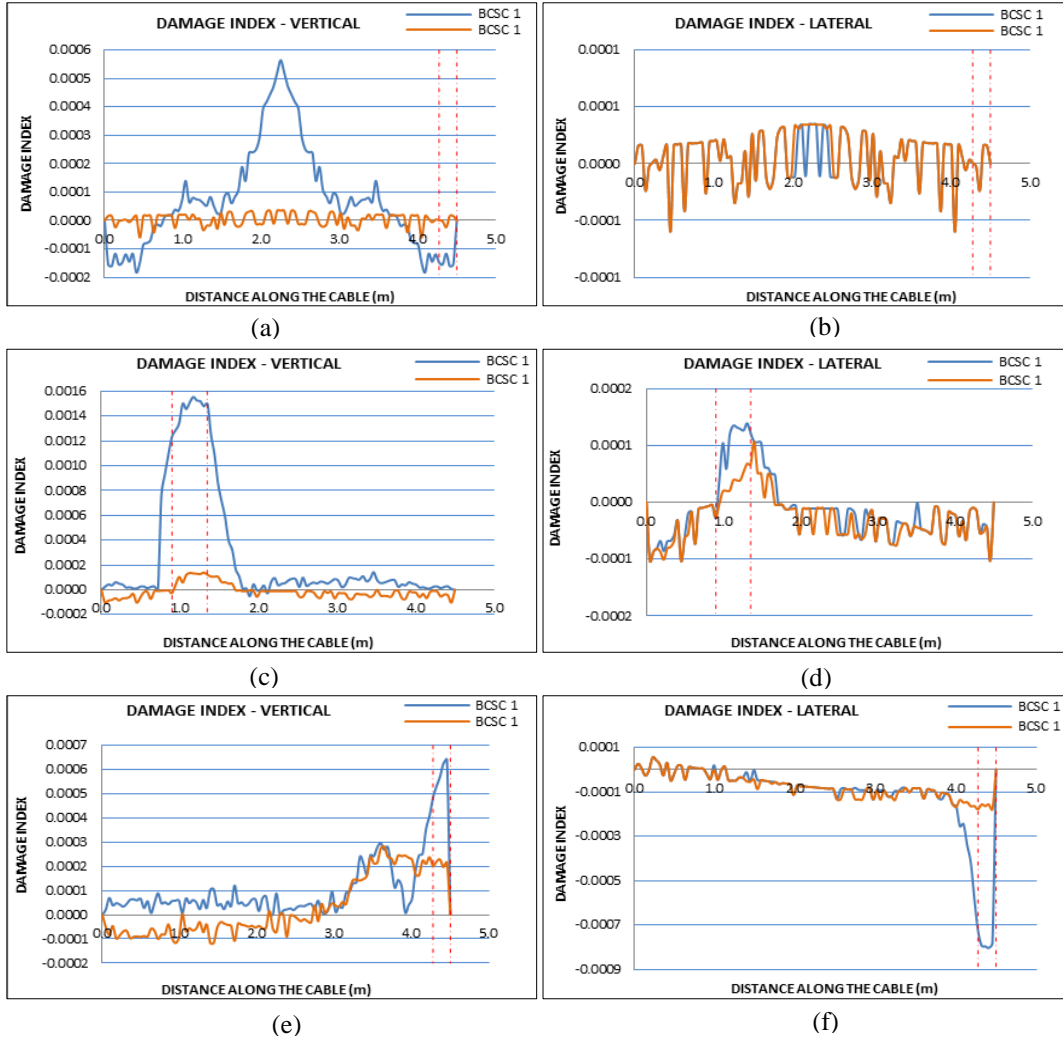 DAMAGE INDEX - VERTICAL
BCSC 1
BCSC 1
0.0006
0.0005
0.0004
0.0003
0.0002
0.0001
0.0000
-0.0001
-0.0002
0.0 1.0 2.0 3.0 4.0 5.0
DAMAGE INDEX
DISTANCE ALONG THE CABLE (m)
(a)
DAMAGE INDEX - LATERAL
BCSC 1
BCSC 1
0.0001
0.0001
0.0000
-0.0001
-0.0001
0.0 1.0 2.0 3.0 4.0 5.0
DAMAGE INDEX
DISTANCE ALONG THE CABLE (m)
(b)
DAMAGE INDEX - VERTICAL
BCSC 1
BCSC 1
0.0016
0.0014
0.0012
0.0010
0.0008
0.0006
0.0004
0.0002
0.0000
-0.0002
0.0 1.0 2.0 3.0 4.0 5.0
DAMAGE INDEX
DISTANCE ALONG THE CABLE (m)
(c)
DAMAGE INDEX - LATERAL
BCSC 1
BCSC 1
0.0002
0.0001
0.0000
-0.0001
-0.0002
0.0 1.0 2.0 3.0 4.0 5.0
DAMAGE INDEX
DISTANCE ALONG THE CABLE (m)
(d)
DAMAGE INDEX - VERTICAL
BCSC 1
BCSC 1
0.0007
0.0006
0.0005
0.0004
0.0003
0.0002
0.0001
0.0000
-0.0001
-0.0002
0.0 1.0 2.0 3.0 4.0 5.0
DAMAGE INDEX
DISTANCE ALONG THE CABLE (m)
(e)
DAMAGE INDEX - LATERAL
BCSC 1
BCSC 1
0.0001
-0.0001
-0.0003
-0.0005
-0.0007
-0.0009
0.0 1.0 2.0 3.0 4.0 5.0
DAMAGE INDEX
DISTANCE ALONG THE CABLE (m)
(f)